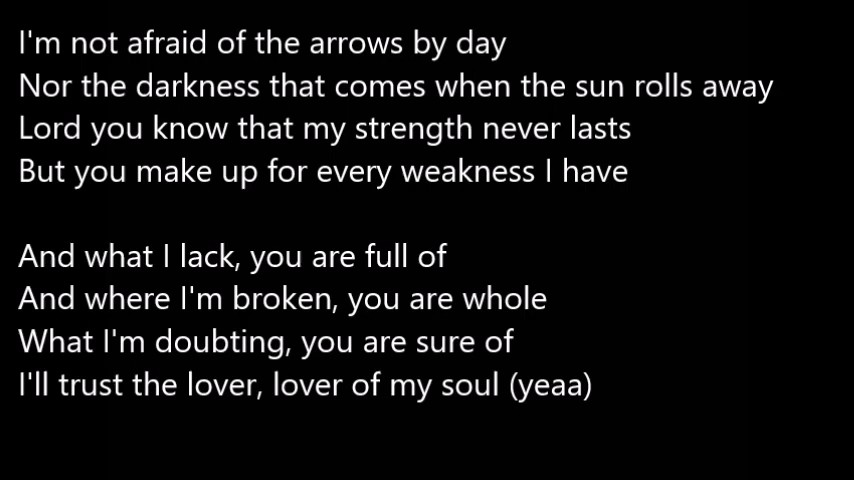 I'm not afraid of the arrows by day
Nor the darkness that comes when the sun rolls away
Lord you know that my strength never lasts
But you make up for every weakness I have
And what I lack, you are full of
And where I'm broken, you are whole
What I'm doubting, you are sure of
I'll trust the lover, lover of my soul (yeaa)